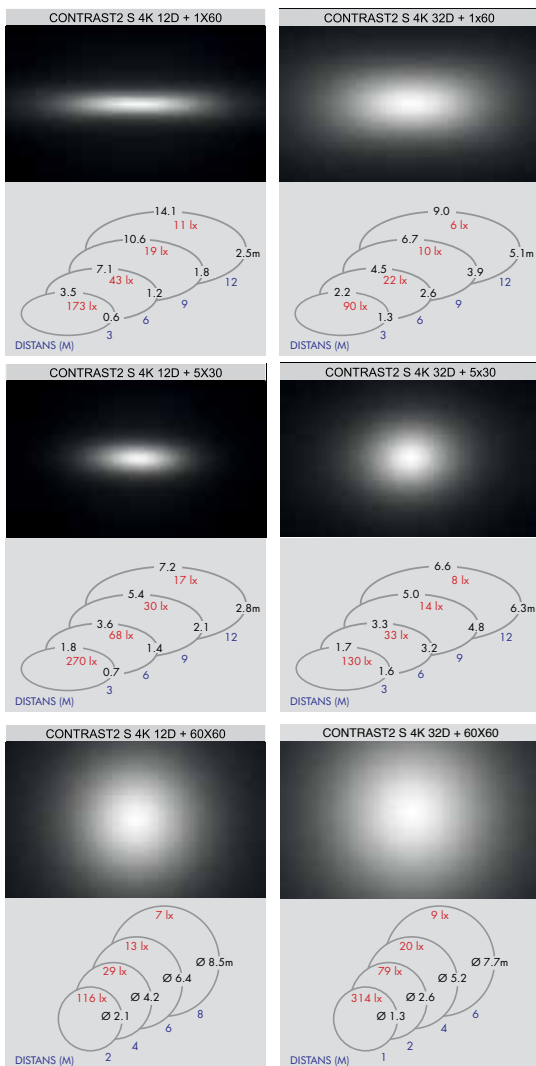 CONTRAST2 S 4K 12D + 1X60
14.1
11 lx
10.6
19 lx
2.5m
7.1
43 lx
1.8
12
3.5
173 lx
1.2
9
0.6
6
3
DISTANS (M)
CONTRAST2 S 4K 32D + 1x60
9.0
6 lx
6.7
10 lx
5.1m
4.5
22 lx
3.9
12
2.2
90 lx
2.6
9
1.3
6
3
DISTANS (M)
CONTRAST2 S 4K 12D + 5X30
7.2
17 lx
5.4
30 lx
2.8m
3.6
68 lx
2.1
12
1.8
270 lx
1.4
9
0.7
6
3
DISTANS (M)
CONTRAST2 S 4K 32D + 5x30
6.6
8 lx
5.0
14 lx
6.3m
3.3
33 lx
4.8
12
1.7
130 lx
3.2
9
1.6
6
3
DISTANS (M)
CONTRAST2 S 4K 12D + 60X60
7 lx
13 lx
Ø 8.5m
29 lx
Ø 6.4
116 lx
Ø 4.2
8
Ø 2.1
6
4
2
DISTANS (M)
CONTRAST2 S 4K 32D + 60X60
9 lx
20 lx
Ø 7.7m
79 lx
Ø 5.2
314 lx
Ø 2.6
6
Ø 1.3
4
2
1
DISTANS (M)